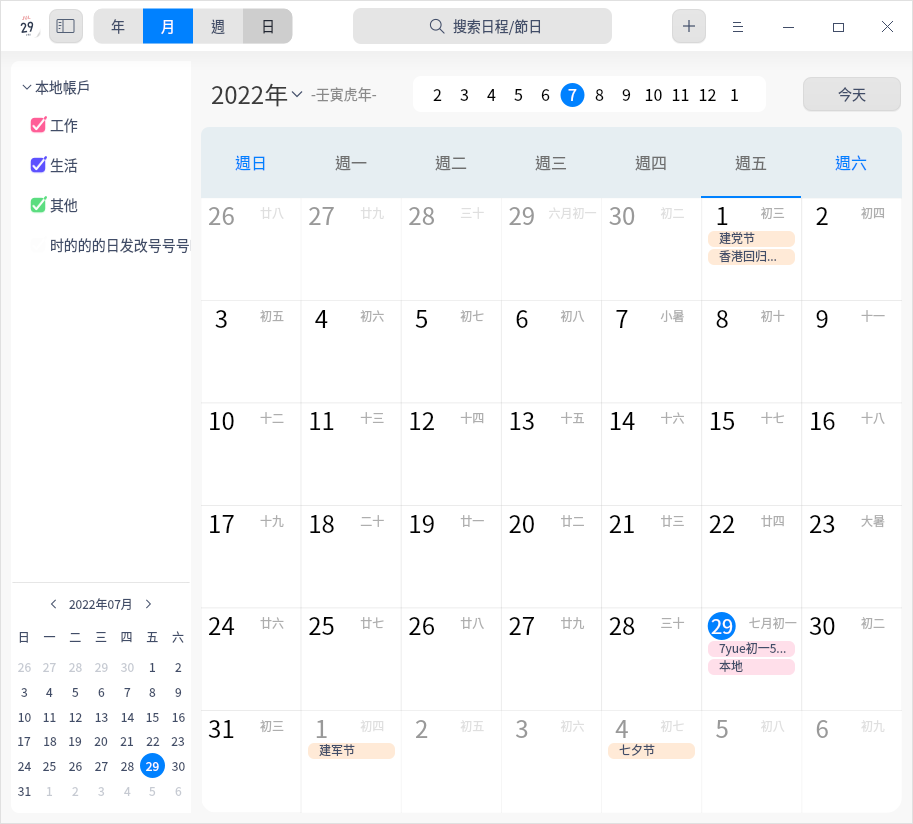 29
年 月 週 日
搜索日程/節日
本地帳戶
工作
生活
其他
时的的的日发改号号号
2022年 -壬寅虎年-
2 3 4 5 6 7 8 9 10 11 12 1
今天
週日 週一 週二 週三 週四 週五 週六
26 廿八 27 廿九 28 三十 29 六月初一 30 初二 1 初三 2 初四
建党节
香港回归...
3 初五 4 初六 5 初七 6 初八 7 小暑 8 初十 9 十一
10 十二 11 十三 12 十四 13 十五 14 十六 15 十七 16 十八
17 十九 18 二十 19 廿一 20 廿二 21 廿三 22 廿四 23 大暑
24 廿六 25 廿七 26 廿八 27 廿九 28 三十 29 七月初一 30 初二
7yue初一5...
本地
31 初三 1 初四 2 初五 3 初六 4 初七 5 初八 6 初九
建军节 七夕节
2022年07月
日 一 二 三 四 五 六
26 27 28 29 30 1 2
3 4 5 6 7 8 9
10 11 12 13 14 15 16
17 18 19 20 21 22 23
24 25 26 27 28 29 30
31 1 2 3 4 5 6